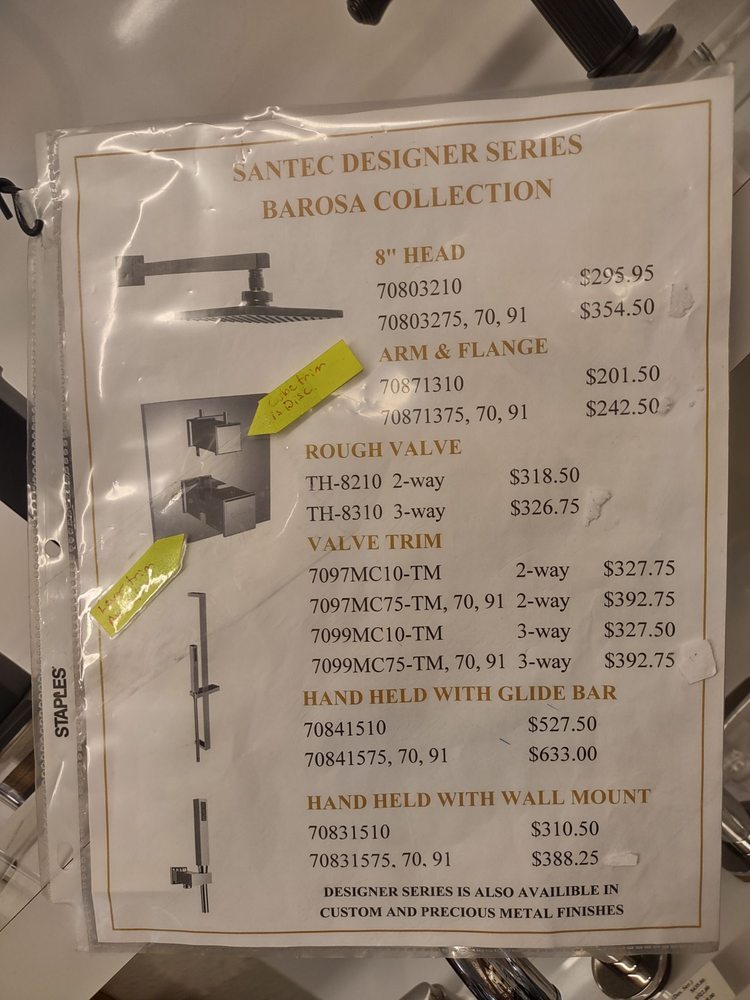 SANTEC DESIGNER SERIES
BAROSA COLLECTION
8" HEAD
70803210 $295.95
70803275, 70, 91 $354.50
ARM & FLANGE
70871310 $201.50
70871375, 70, 91 $242.50
Cube trim
is Disc.
ROUGH VALVE
TH-8210 2-way $318.50
TH-8310 3-way $326.75
VALVE TRIM
7097MC10-TM 2-way $327.75
7097MC75-TM, 70, 91 2-way $392.75
7099MC10-TM 3-way $327.50
7099MC75-TM, 70, 91 3-way $392.75
trim
HAND HELD WITH GLIDE BAR
70841510 $527.50
70841575, 70, 91 $633.00
HAND HELD WITH WALL MOUNT
70831510 $310.50
70831575, 70, 91 $388.25
DESIGNER SERIES IS ALSO AVAILIBLE IN
CUSTOM AND PRECIOUS METAL FINISHES
STAPLES